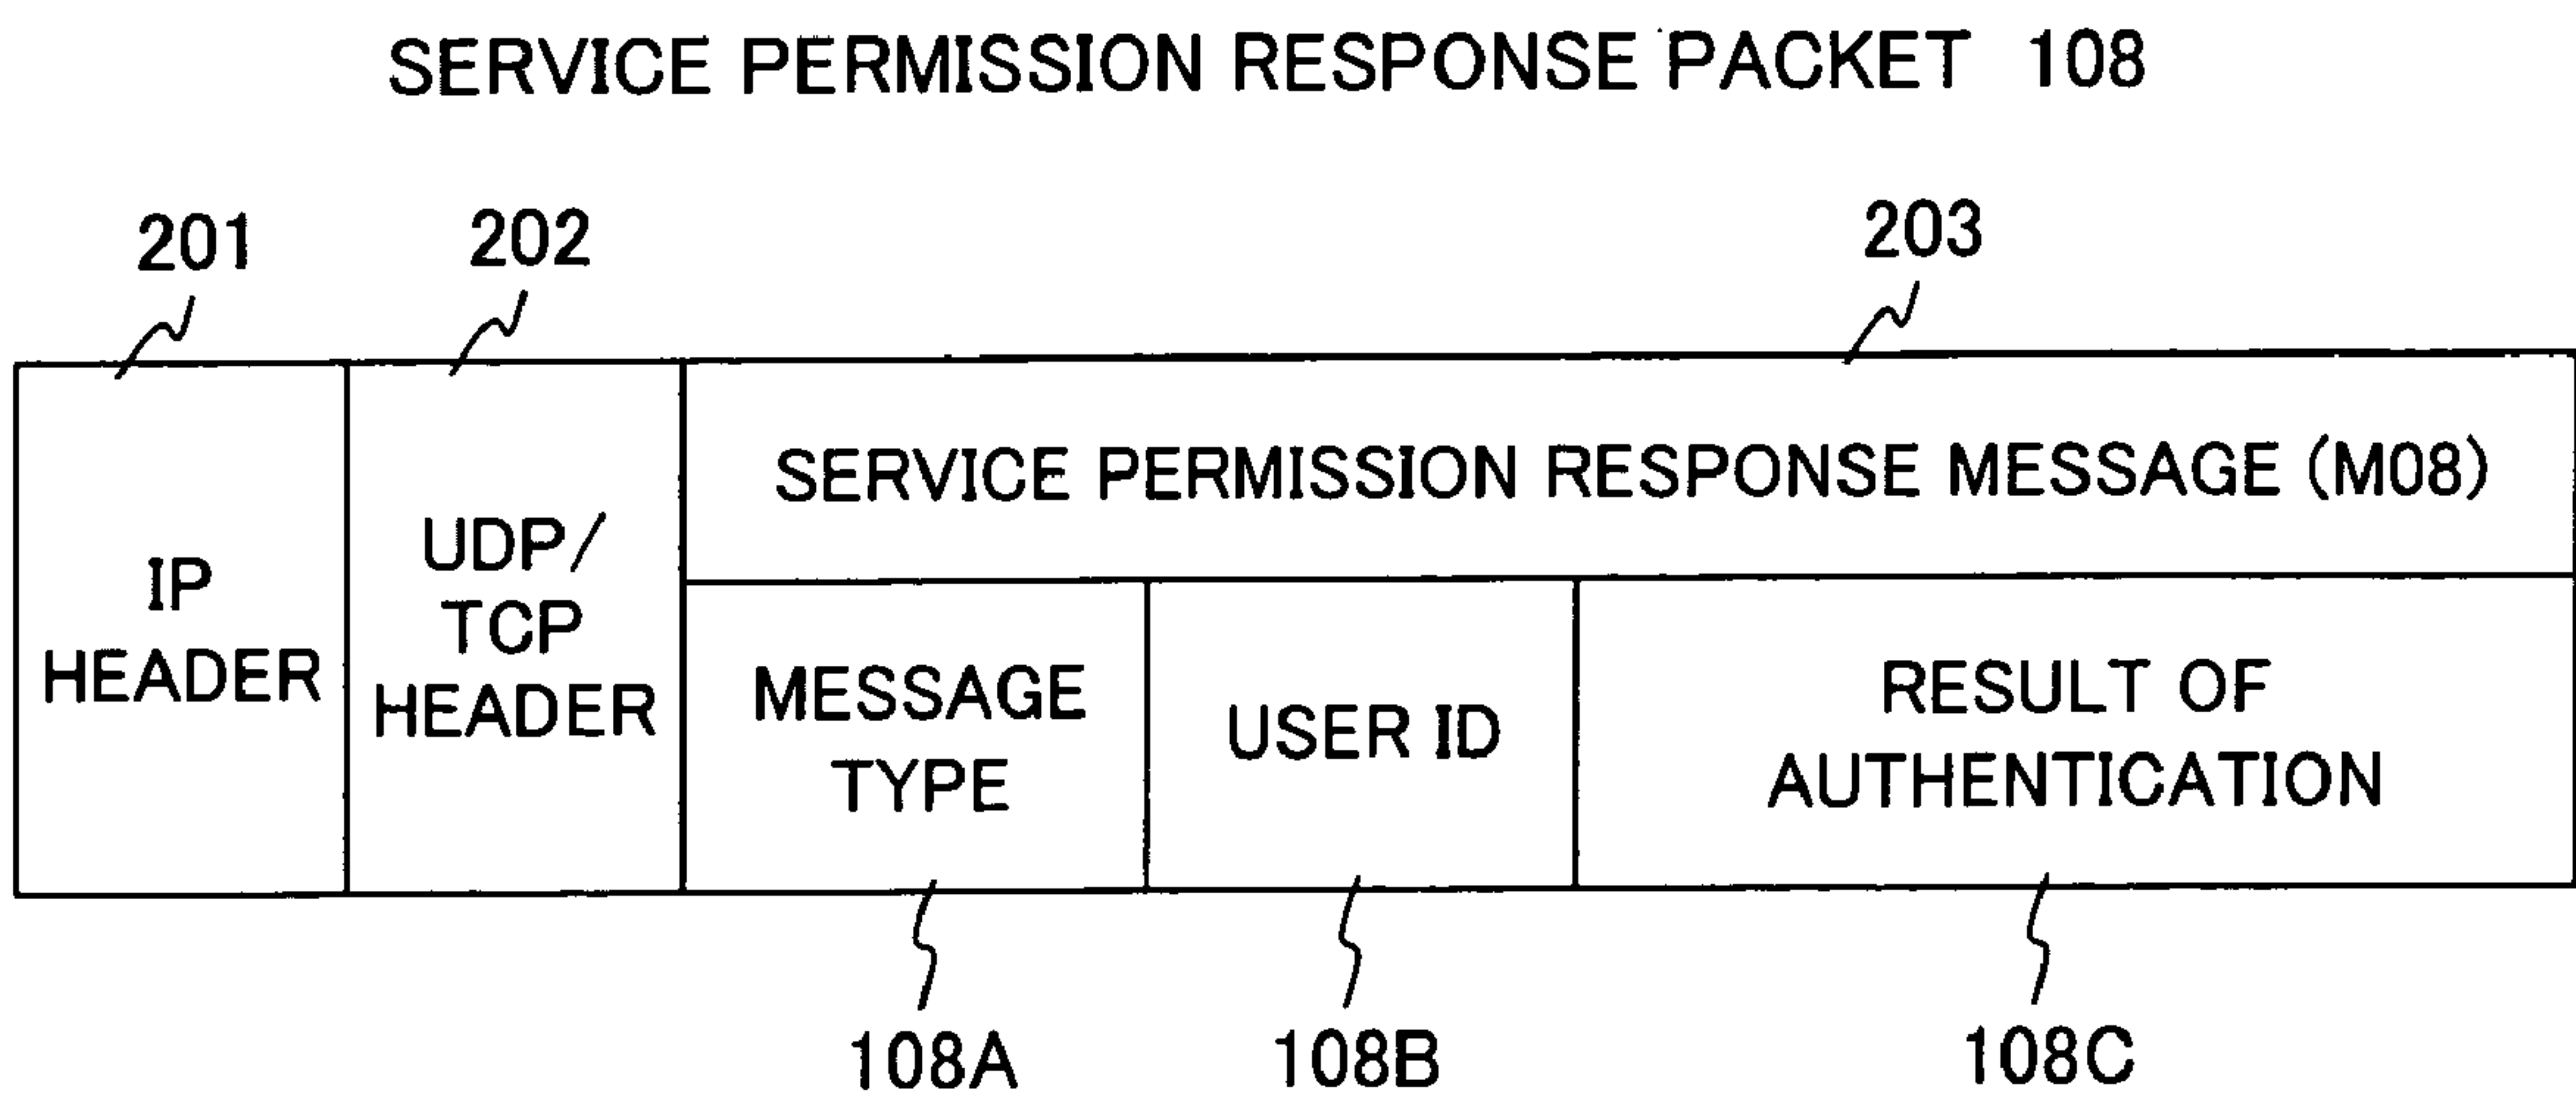 SERVICE PERMISSION RESPONSE PACKET 108
201
202
203
IP
HEADER
UDP/
TCP
HEADER
SERVICE PERMISSION RESPONSE MESSAGE (M08)
MESSAGE
TYPE
USER ID
RESULT OF
AUTHENTICATION
108A
108B
108C